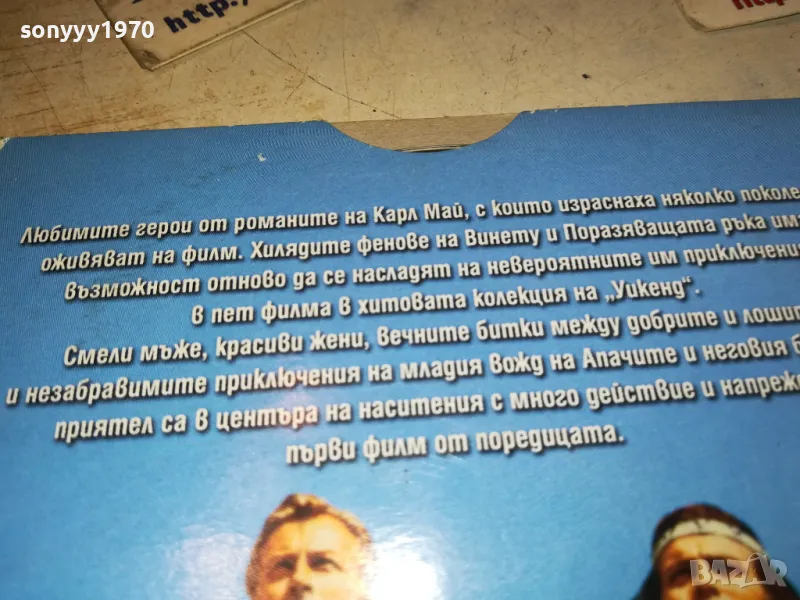 sonyyy1970
http:/
Любимите герои от романите на Карл Май, с които израснаха няколко поколе
оживяват на филм. Хилядите фенове на Винету и Поразяващата ръка им
възможност отново да се насладят на невероятните им приключени
в пет филма в хитовата колекция на „Уикенд“.
Смели мъже, красиви жени, вечните битки между добрите и лошит
и незабравимите приключения на младия вожд на Апачите и неговия б
приятел са в центъра на наситения с много действие и напреж
първи филм от поредицата.
BAZAR